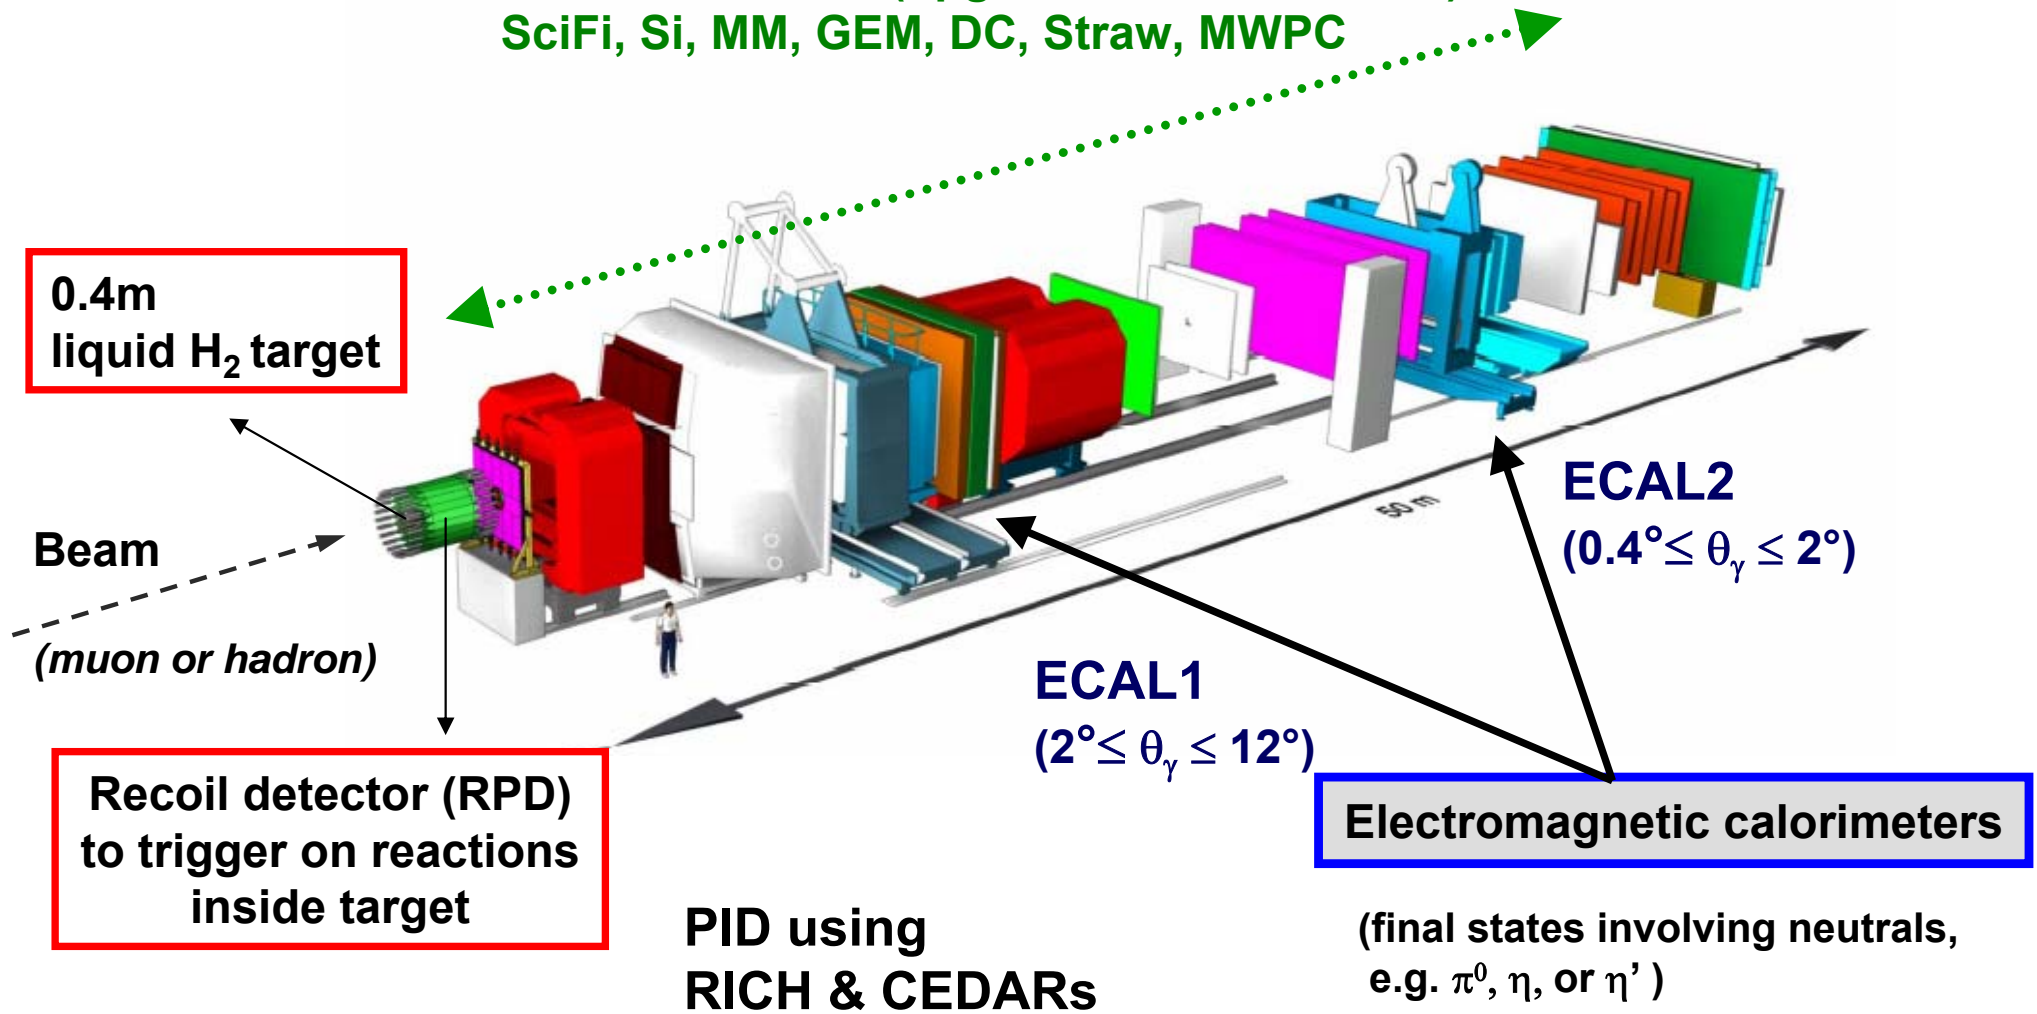 SciFi, Si, MM, GEM, DC, Straw, MWPC
0.4m
liquid H₂ target
Beam
(muon or hadron)
50 m
ECAL2
(0.4°≤ θᵧ ≤ 2°)
ECAL1
(2°≤ θᵧ ≤ 12°)
Recoil detector (RPD)
to trigger on reactions
inside target
Electromagnetic calorimeters
PID using
RICH & CEDARs
(final states involving neutrals,
e.g. π⁰, η, or η’ )